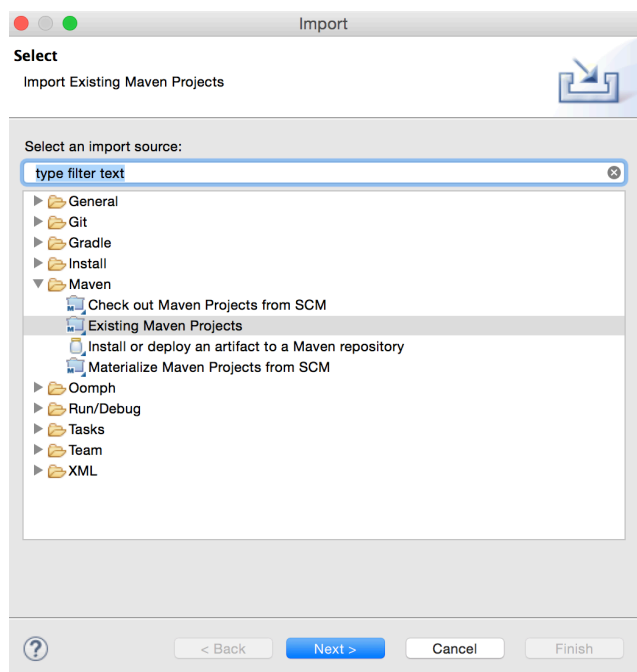 Import
Select
Import Existing Maven Projects
Select an import source:
type filter text
General
Git
Gradle
Install
Maven
Check out Maven Projects from SCM
Existing Maven Projects
Install or deploy an artifact to a Maven repository
Materialize Maven Projects from SCM
Oomph
Run/Debug
Tasks
Team
XML
? < Back Next > Cancel Finish